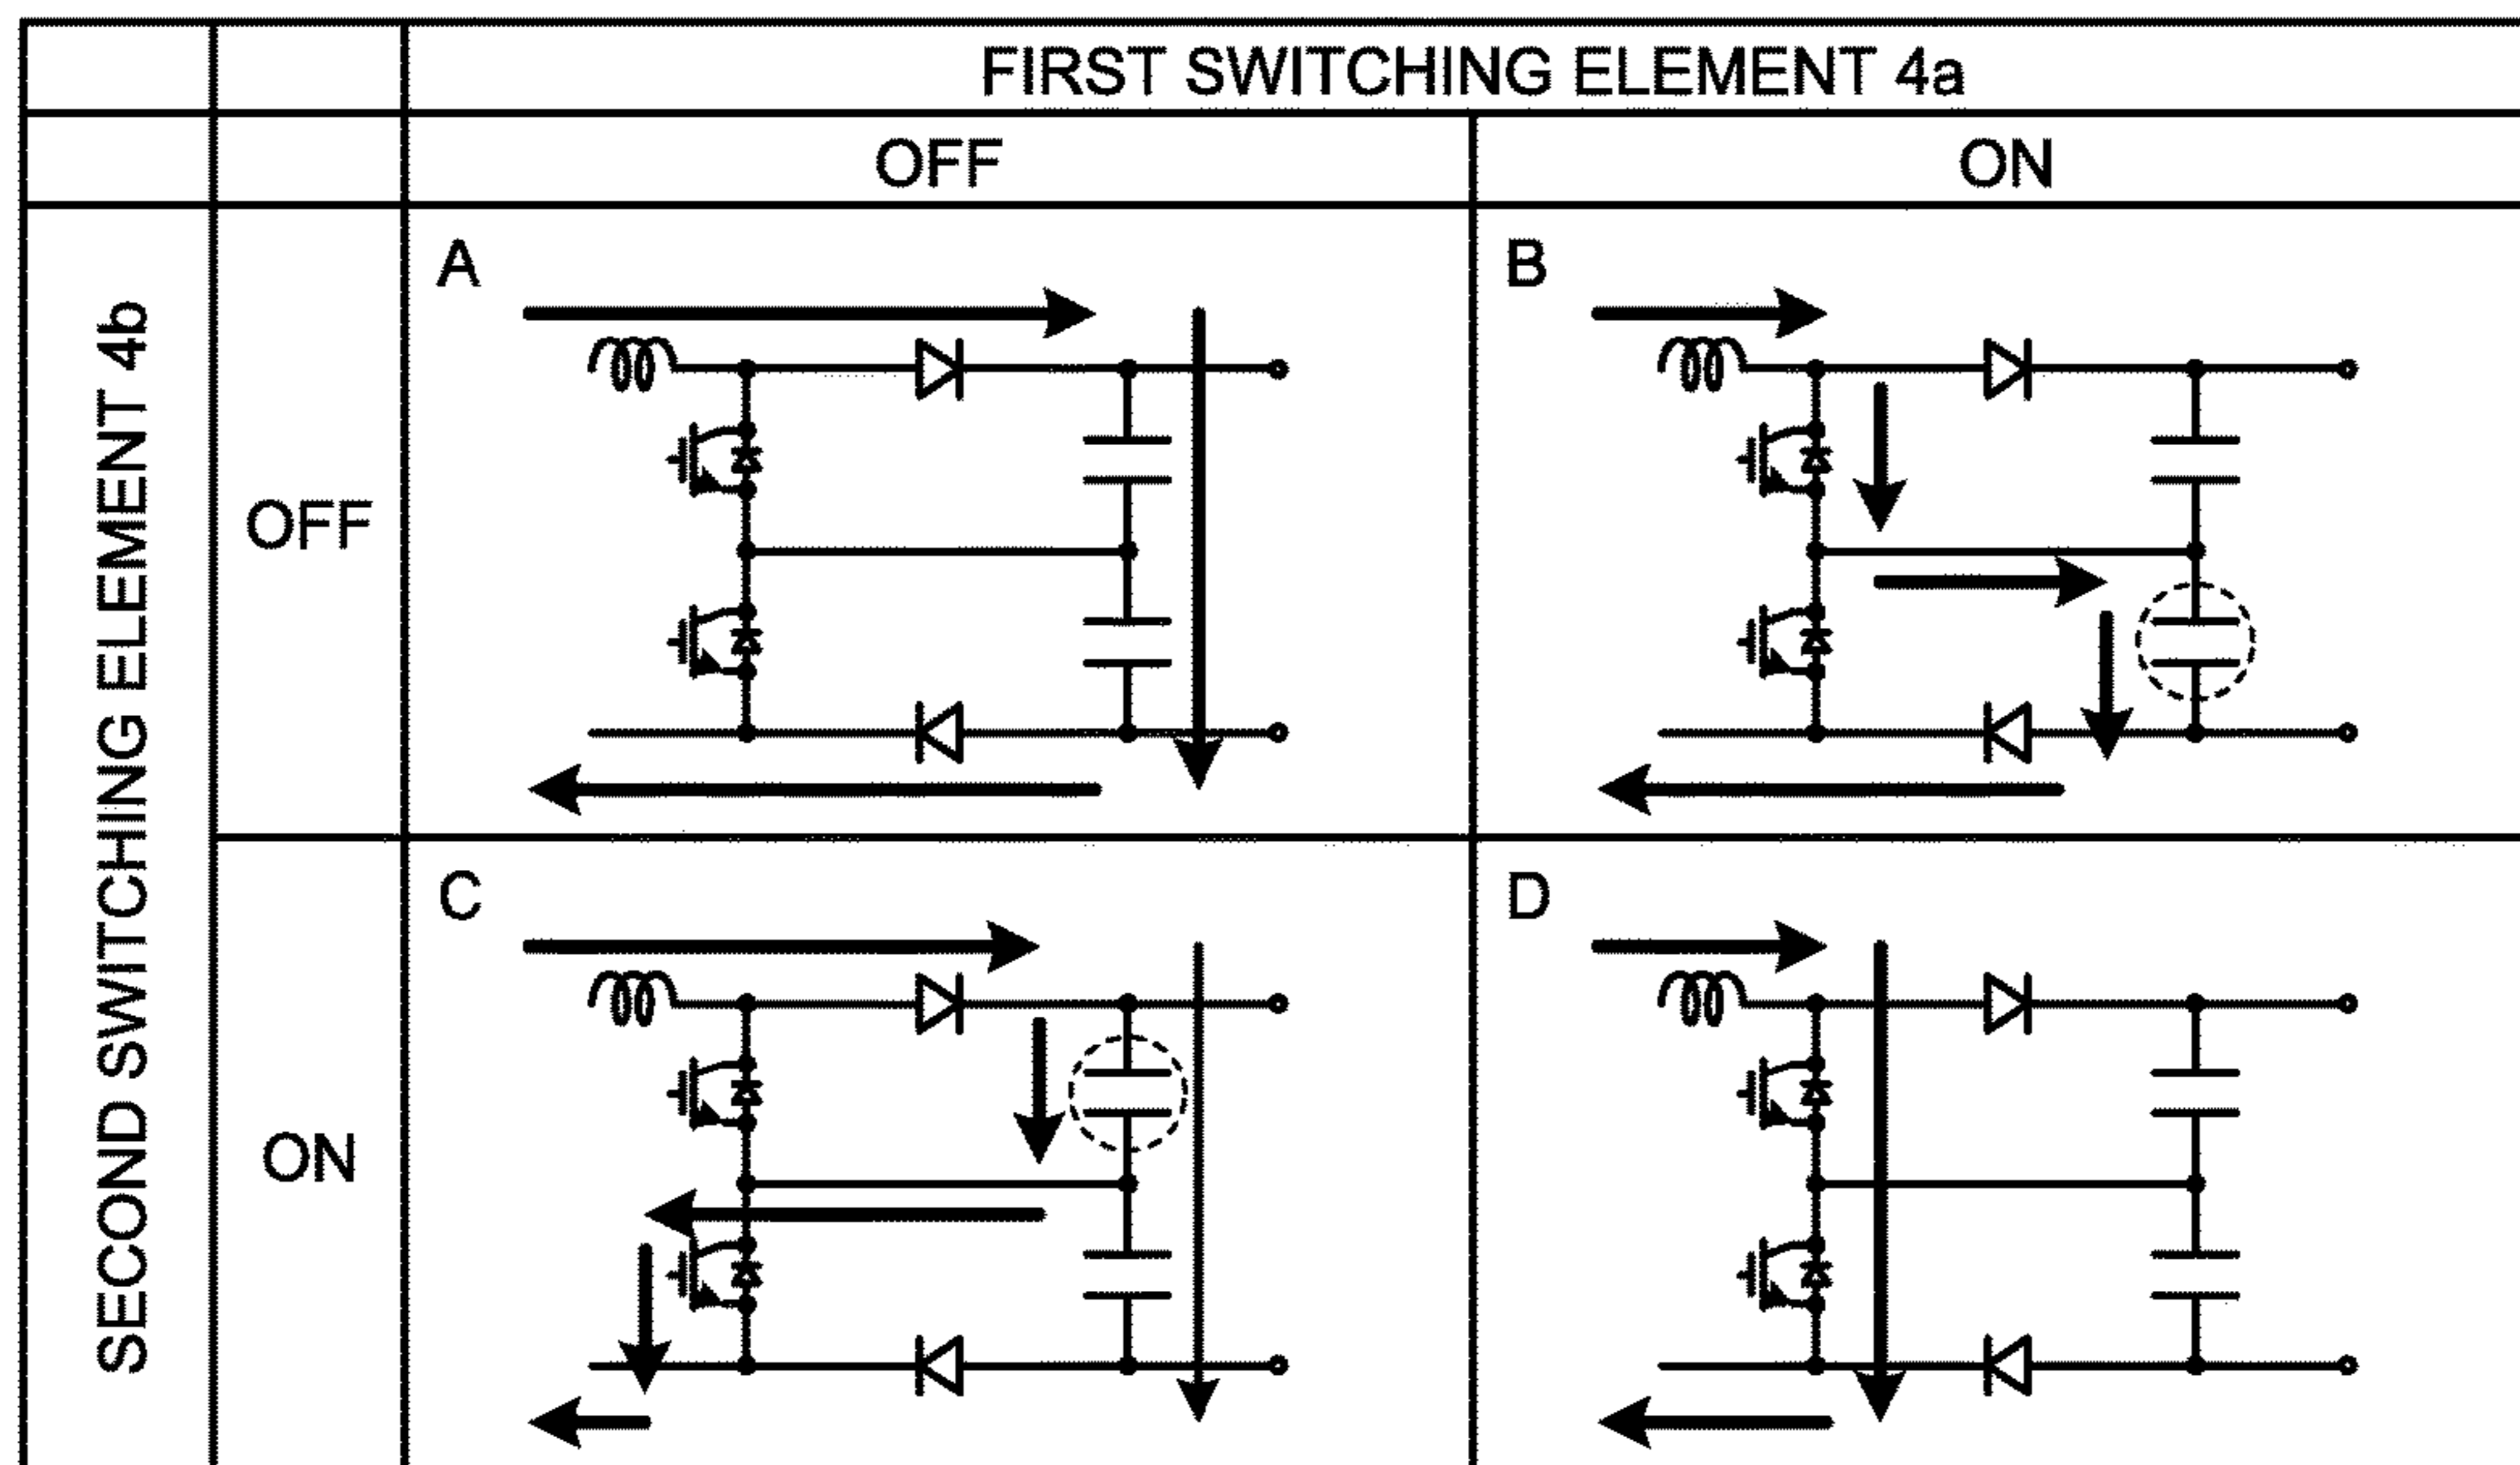 FIRST SWITCHING ELEMENT 4a
OFF
ON
SECOND SWITCHING ELEMENT 4b
OFF
A
B
ON
C
D